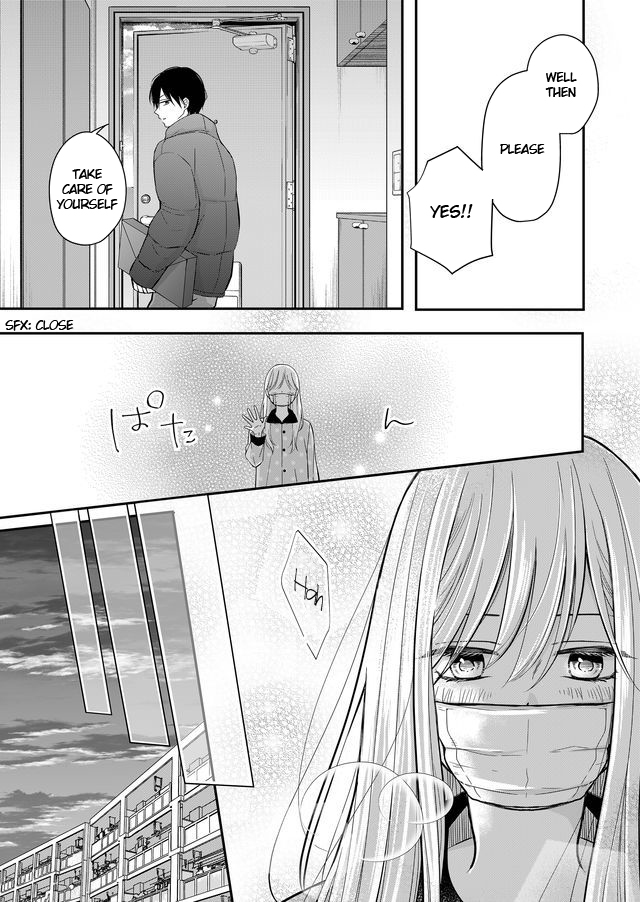 WELL
THEN
PLEASE
YES!!
TAKE
CARE OF
YOURSELF
SFX: CLOSE
ぱたん
Hah